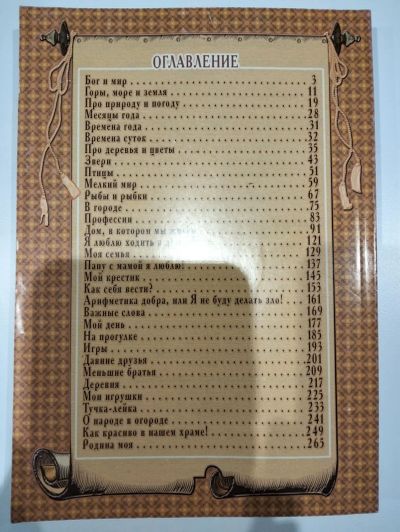 ОГЛАВЛЕНИЕ
Бог и мир . . . . . . . . . . . . . . . . . . . . 3
Горы, море и земля . . . . . . . . . . . . . . . . 11
Про природу и погоду . . . . . . . . . . . . . . . 19
Месяцы года . . . . . . . . . . . . . . . . . . . 28
Времена года . . . . . . . . . . . . . . . . . . . 31
Времена суток . . . . . . . . . . . . . . . . . . 32
Про деревья и цветы . . . . . . . . . . . . . . . 35
Звери . . . . . . . . . . . . . . . . . . . . . . 43
Птицы . . . . . . . . . . . . . . . . . . . . . . 51
Мелкий мир . . . . . . . . . . . . . . . . . . . . 59
Рыбы и рыбки . . . . . . . . . . . . . . . . . . . 67
В городе . . . . . . . . . . . . . . . . . . . . . 75
Профессии . . . . . . . . . . . . . . . . . . . . 83
Дом, в котором мы . . . . . . . . . . . . . . . . 91
Я люблю ходить в . . . . . . . . . . . . . . . . . 121
Моя семья . . . . . . . . . . . . . . . . . . . . 129
Папу с мамой я люблю! . . . . . . . . . . . . . . 137
Мой крестик . . . . . . . . . . . . . . . . . . . 145
Как себя вести? . . . . . . . . . . . . . . . . . 153
Арифметика добра, или Я не буду делать зло! . . . 161
Важные слова . . . . . . . . . . . . . . . . . . . 169
Мой день . . . . . . . . . . . . . . . . . . . . . 177
На прогулке . . . . . . . . . . . . . . . . . . . 185
Игры . . . . . . . . . . . . . . . . . . . . . . . 193
Давние друзья . . . . . . . . . . . . . . . . . . 201
Меньшие братья . . . . . . . . . . . . . . . . . . 209
Деревня . . . . . . . . . . . . . . . . . . . . . 217
Мои игрушки . . . . . . . . . . . . . . . . . . . 225
Тучка-лейка . . . . . . . . . . . . . . . . . . . 233
О народе в огороде . . . . . . . . . . . . . . . . 241
Как красиво в нашем храме! . . . . . . . . . . . . 249
Родина моя . . . . . . . . . . . . . . . . . . . . 265